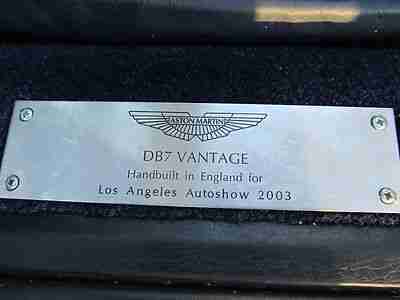 ASTON MARTIN
DB7 VANTAGE
Handbuilt in England for
Los Angeles Autoshow 2003